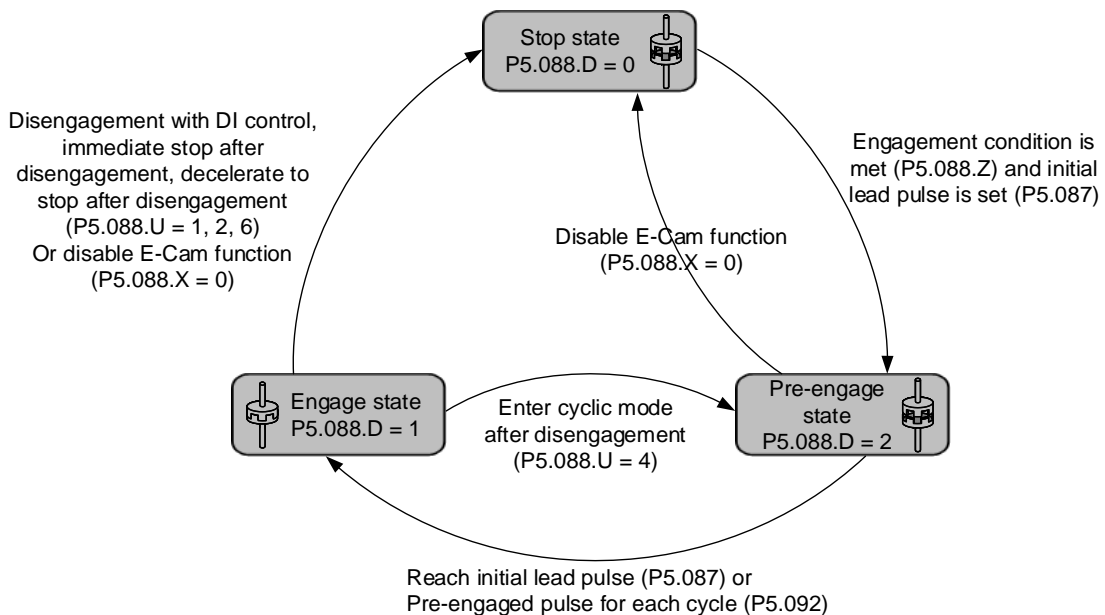 Stop state
P5.088.D = 0
Disengagement with DI control,
immediate stop after
disengagement, decelerate to
stop after disengagement
(P5.088.U = 1, 2, 6)
Or disable E-Cam function
(P5.088.X = 0)
Engagement condition is
met (P5.088.Z) and initial
lead pulse is set (P5.087)
Disable E-Cam function
(P5.088.X = 0)
Engage state
P5.088.D = 1
Enter cyclic mode
after disengagement
(P5.088.U = 4)
Pre-engage
state
P5.088.D = 2
Reach initial lead pulse (P5.087) or
Pre-engaged pulse for each cycle (P5.092)